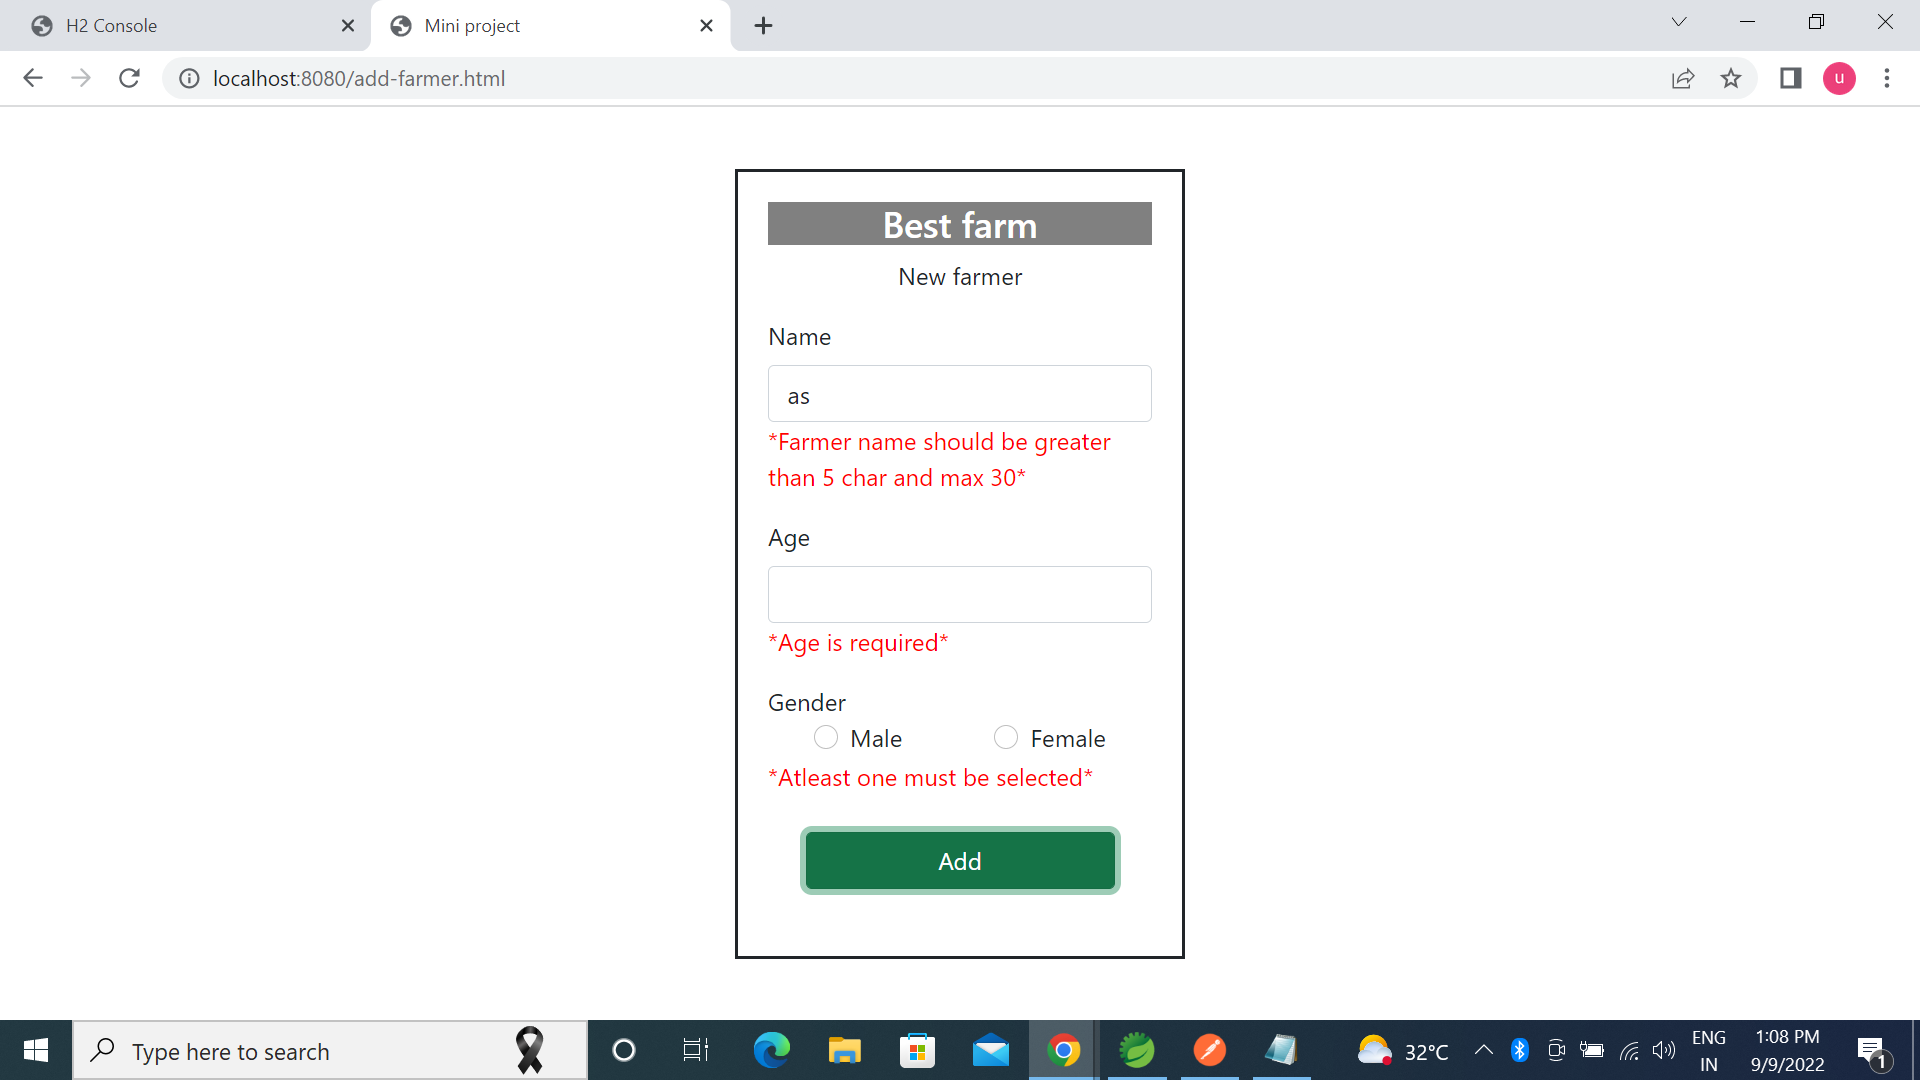 H2 Console
Mini project
localhost:8080/add-farmer.html
u
Best farm
New farmer
Name
as
*Farmer name should be greater
than 5 char and max 30*
Age
*Age is required*
Gender
Male Female
*Atleast one must be selected*
Add
Type here to search
32°C
ENG
IN
1:08 PM
9/9/2022
1